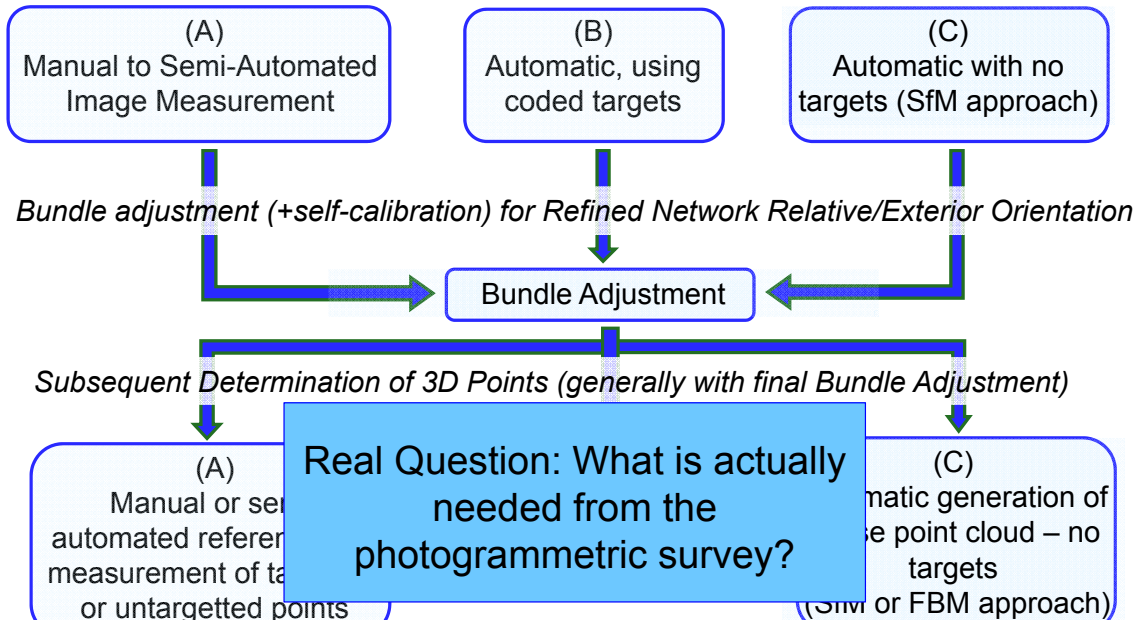 (A)
Manual to Semi-Automated
Image Measurement
(B)
Automatic, using
coded targets
(C)
Automatic with no
targets (SfM approach)
Bundle adjustment (+self-calibration) for Refined Network Relative/Exterior Orientation
Bundle Adjustment
Subsequent Determination of 3D Points (generally with final Bundle Adjustment)
(A)
Manual or
automated
measurement of
or untargetted points
Real Question: What is actually
needed from the
photogrammetric survey?
(C)
generation of
point cloud – no
targets
(SfM or FBM approach)